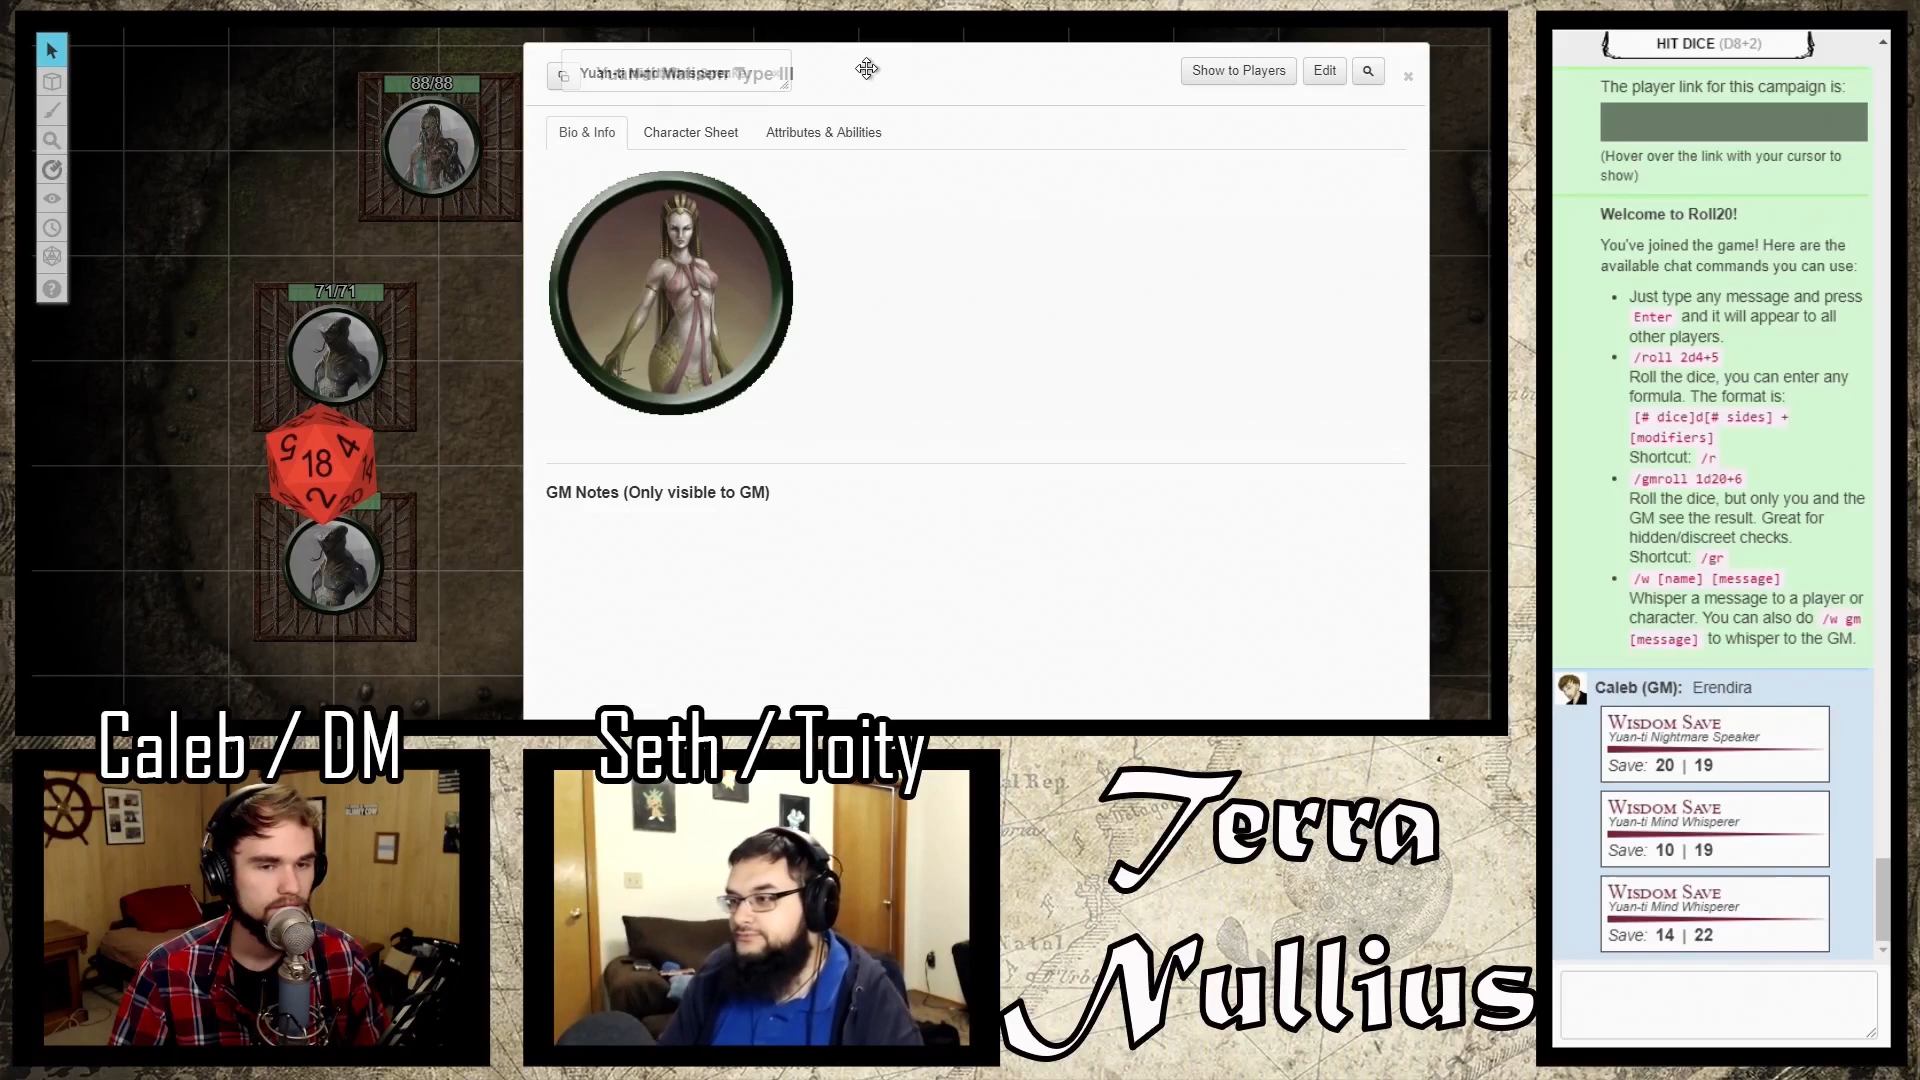 88/88
71/71
5
4
18
14
2
20
Show to Players
Edit
Bio & Info
Character Sheet
Attributes & Abilities
GM Notes (Only visible to GM)
Caleb / DM
Seth / Toity
Terra
Nullius
HIT DICE (D8+2)
The player link for this campaign is:
(Hover over the link with your cursor to
show)
Welcome to Roll20!
You've joined the game! Here are the
available chat commands you can use:
Just type any message and press
Enter and it will appear to all
other players.
/roll 2d4+5
Roll the dice, you can enter any
formula. The format is:
[# dice]d[# sides] +
[modifiers]
Shortcut: /r
/gmroll 1d20+6
Roll the dice, but only you and the
GM see the result. Great for
hidden/discreet checks.
Shortcut: /gr
/w [name] [message]
Whisper a message to a player or
character. You can also do /w gm
[message] to whisper to the GM.
Caleb (GM): Erendira
WISDOM SAVE
Yuan-ti Nightmare Speaker
Save: 20 | 19
WISDOM SAVE
Yuan-ti Mind Whisperer
Save: 10 | 19
WISDOM SAVE
Yuan-ti Mind Whisperer
Save: 14 | 22